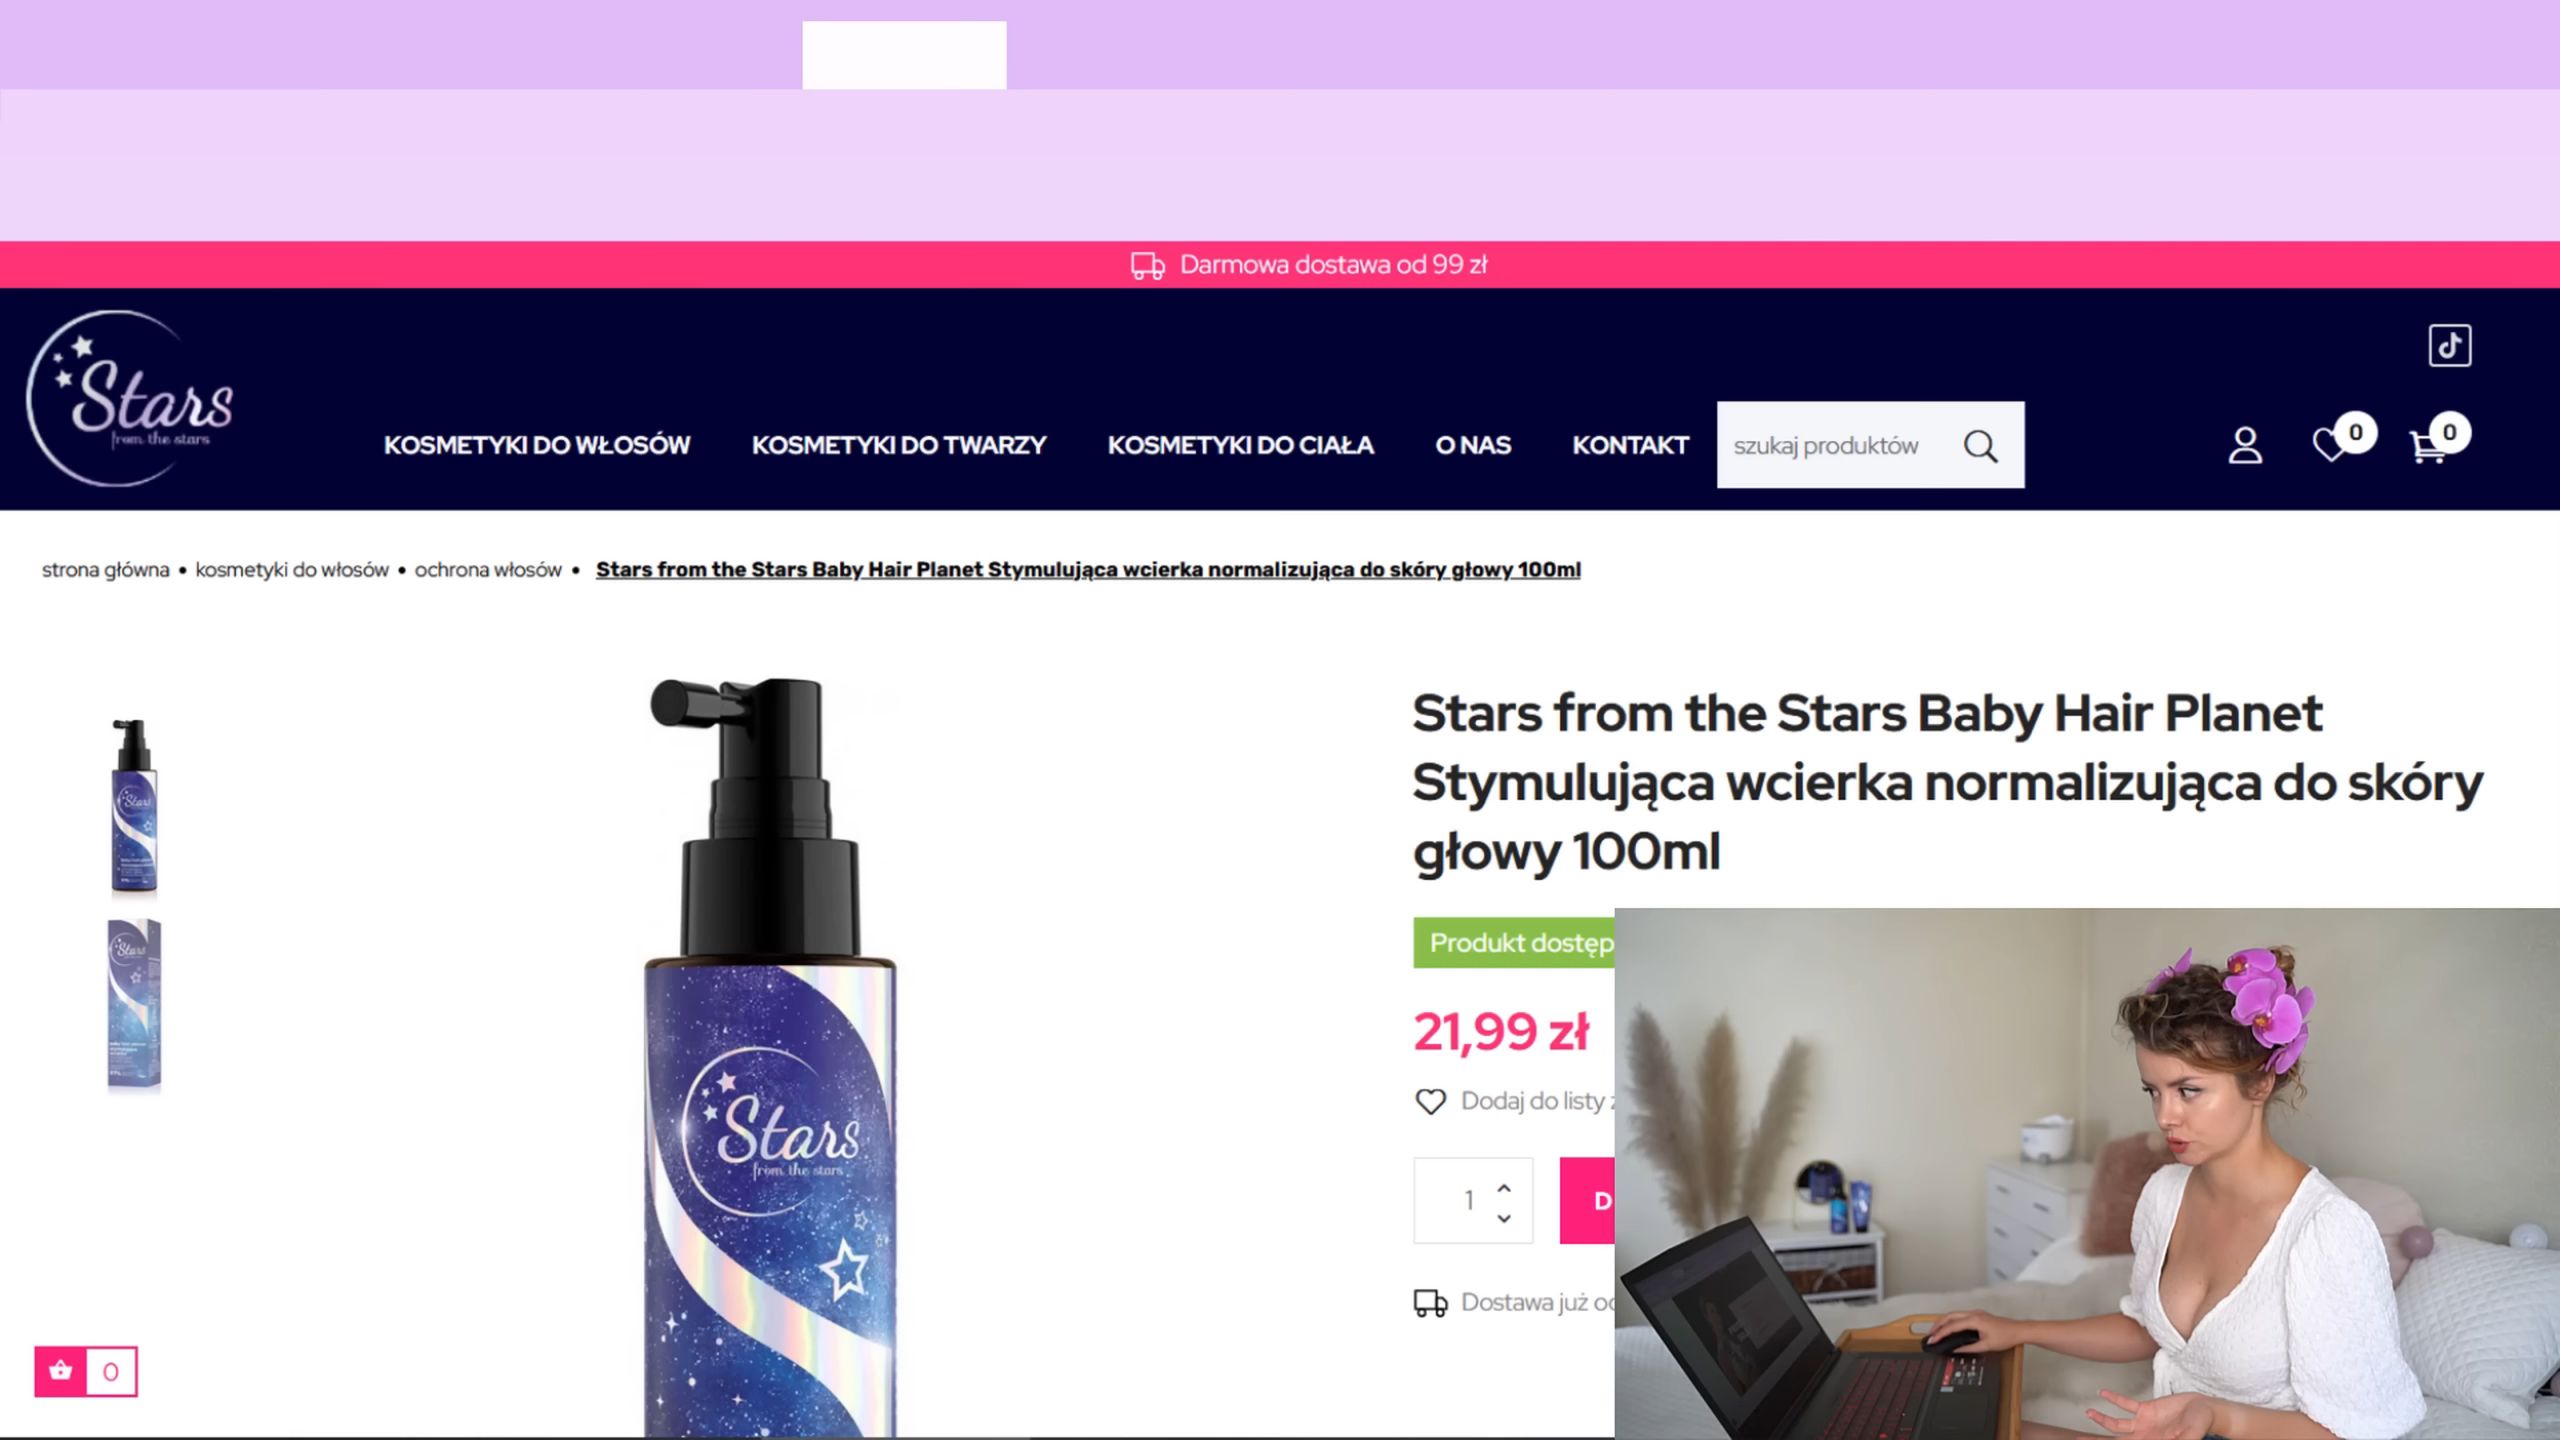 Darmowa dostawa od 99 zł
Stars
from the stars
KOSMETYKI DO WŁOSÓW KOSMETYKI DO TWARZY KOSMETYKI DO CIAŁA O NAS KONTAKT szukaj produktów 0 0
strona główna • kosmetyki do włosów • ochrona włosów • Stars from the Stars Baby Hair Planet Stymulująca wcierka normalizująca do skóry głowy 100ml
Stars from the Stars Baby Hair Planet
Stymulująca wcierka normalizująca do skóry
głowy 100ml
Produkt dostęp
21,99 zł
Dodaj do listy
1 D
Dostawa już od
Stars
from the stars
Stars
Stars
0